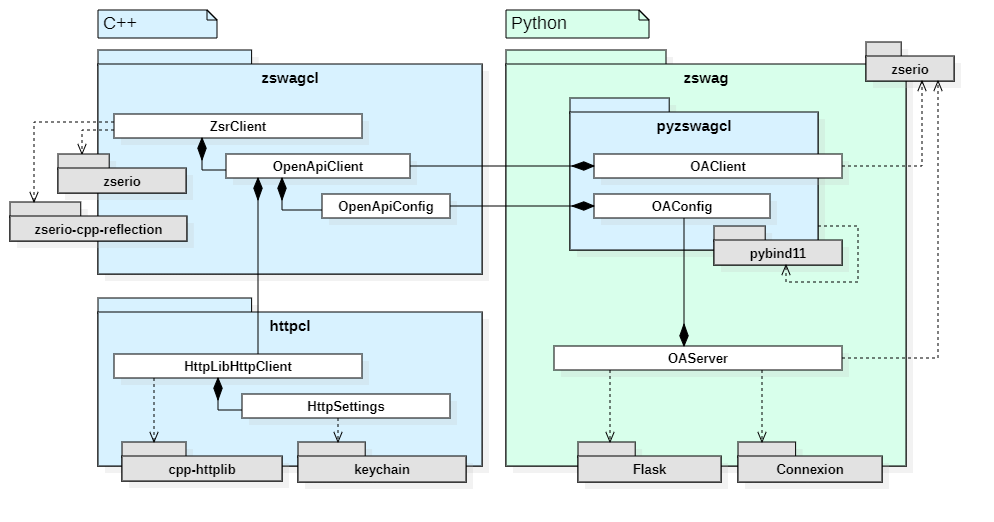 C++
Python
zserio
zswagcl
zswag
ZsrClient
pyzswagcl
OpenApiClient
OAClient
zserio
OpenApiConfig
OAConfig
zserio-cpp-reflection
pybind11
httpcl
HttpLibHttpClient
OAServer
HttpSettings
cpp-httplib
keychain
Flask
Connexion